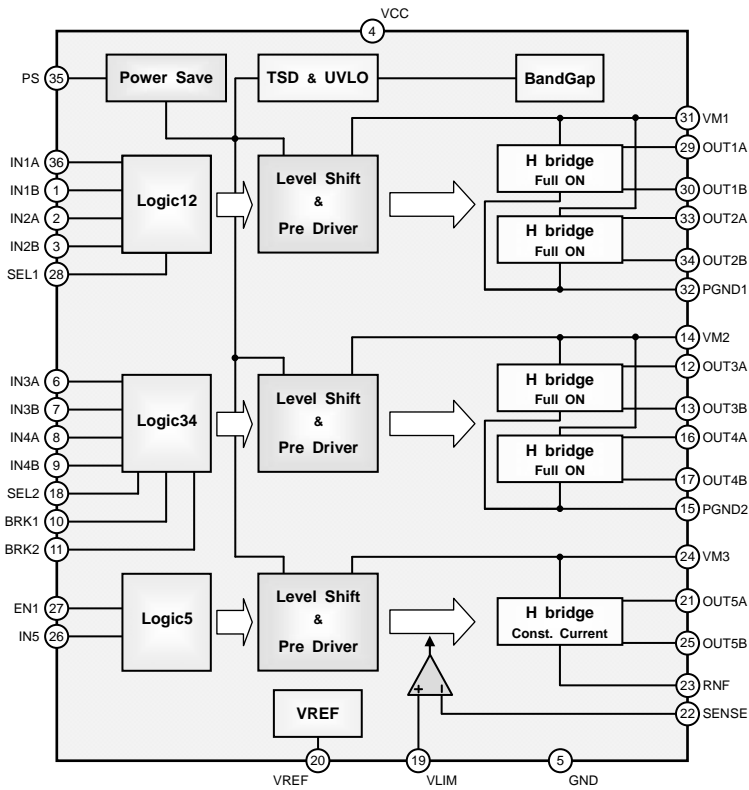 VCC
4
PS 35 Power Save TSD & UVLO BandGap
31 VM1
IN1A 36
IN1B 1
IN2A 2
IN2B 3
SEL1 28
Logic12
Level Shift
&
Pre Driver
H bridge
Full ON
H bridge
Full ON
29 OUT1A
30 OUT1B
33 OUT2A
34 OUT2B
32 PGND1
14 VM2
IN3A 6
IN3B 7
IN4A 8
IN4B 9
SEL2 18
BRK1 10
BRK2 11
Logic34
Level Shift
&
Pre Driver
H bridge
Full ON
H bridge
Full ON
12 OUT3A
13 OUT3B
16 OUT4A
17 OUT4B
15 PGND2
24 VM3
EN1 27
IN5 26
Logic5
Level Shift
&
Pre Driver
H bridge
Const. Current
21 OUT5A
25 OUT5B
23 RNF
22 SENSE
+ −
VREF
20 19 5
VREF VLIM GND